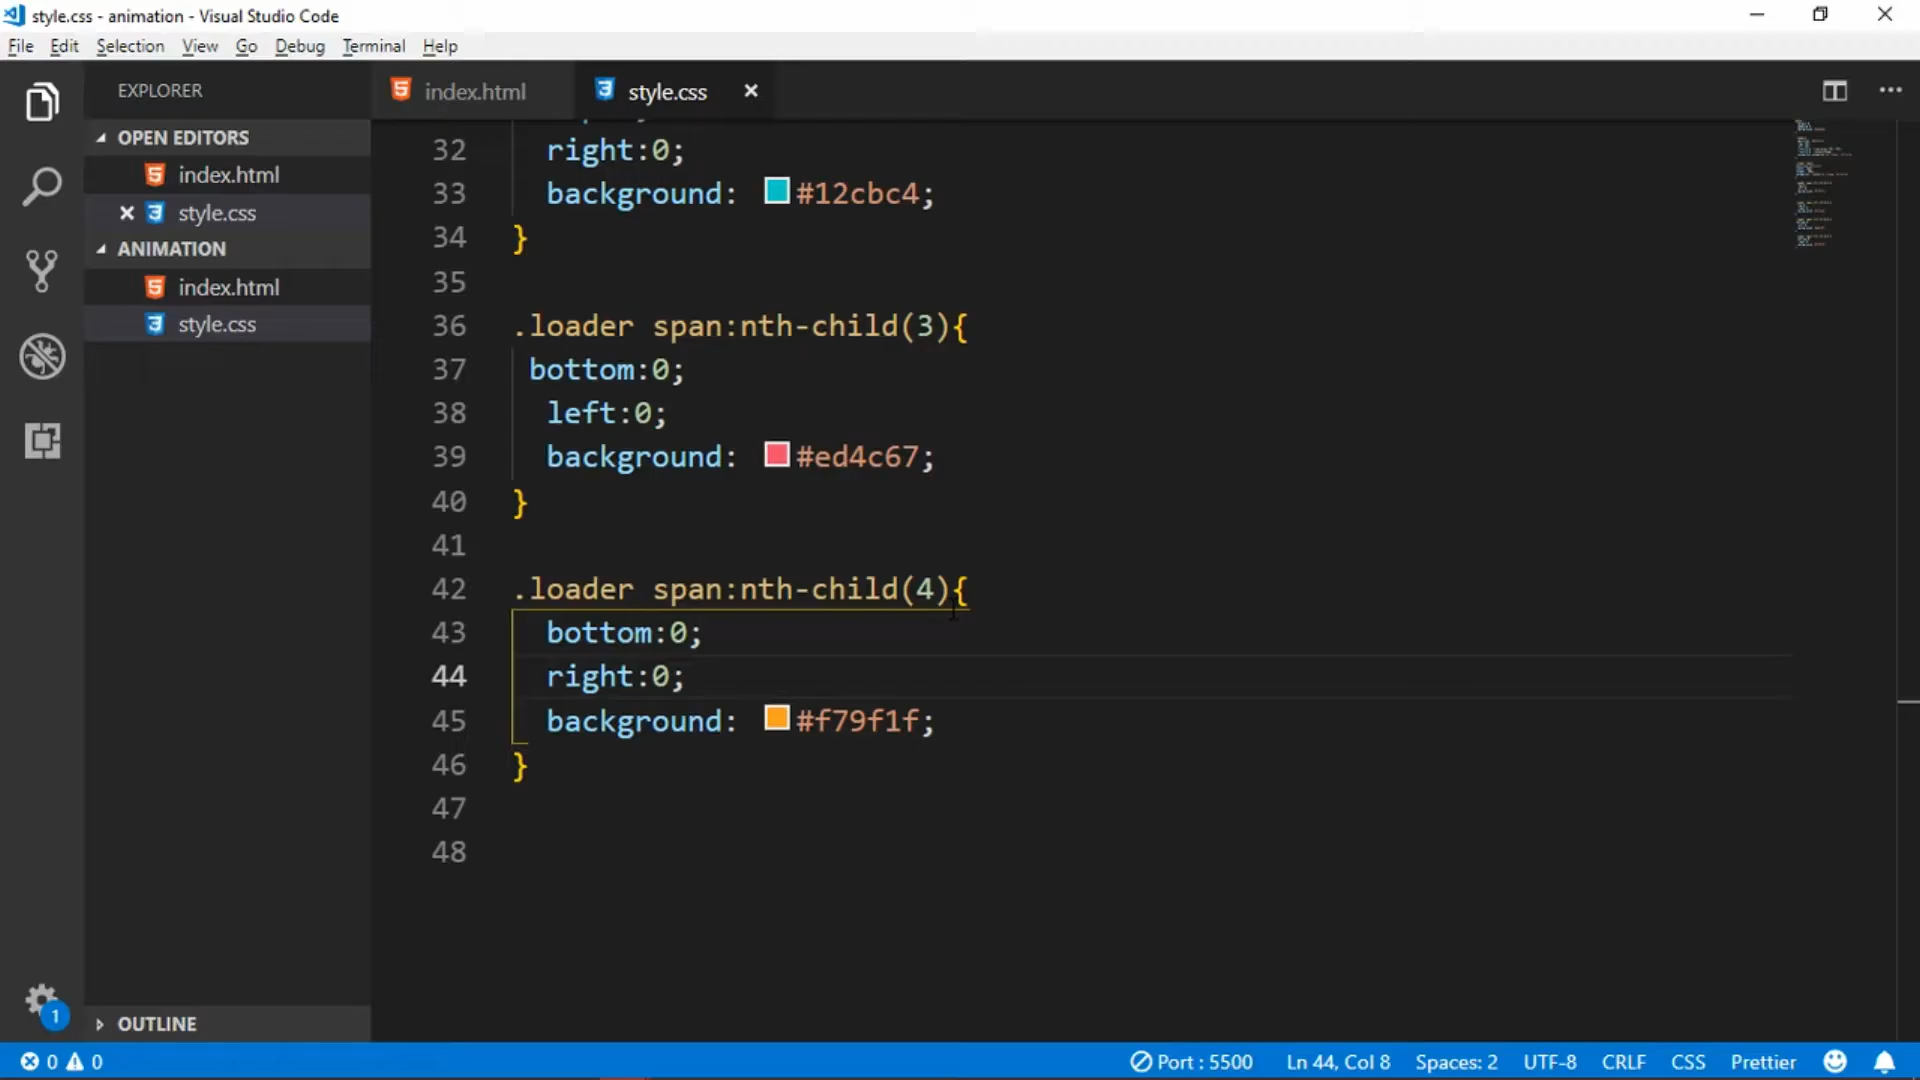 style.css - animation - Visual Studio Code
File Edit Selection View Go Debug Terminal Help
EXPLORER
OPEN EDITORS
index.html
style.css
ANIMATION
index.html
style.css
OUTLINE
index.html
style.css
32 right:0;
33 background: #12cbc4;
34 }
35
36 .loader span:nth-child(3){
37 bottom:0;
38 left:0;
39 background: #ed4c67;
40 }
41
42 .loader span:nth-child(4){
43 bottom:0;
44 right:0;
45 background: #f79f1f;
46 }
47
48
1
0 0 Port : 5500 Ln 44, Col 8 Spaces: 2 UTF-8 CRLF CSS Prettier